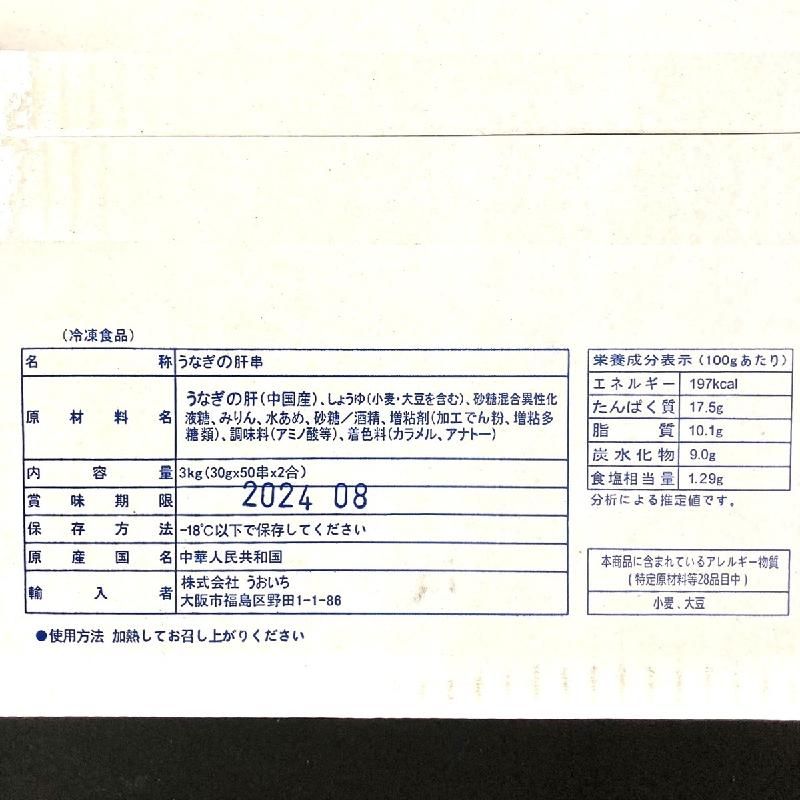 (冷凍食品)
名称 うなぎの肝串
原材料名 うなぎの肝(中国産)、しょうゆ(小麦・大豆を含む)、砂糖混合異性化
液糖、みりん、水あめ、砂糖/酒精、増粘剤(加工でん粉、増粘多
糖類)、調味料(アミノ酸等)、着色料(カラメル、アナトー)
内容量 3kg(30gx50串x2合)
賞味期限 2024 08
保存方法 -18℃以下で保存してください
原産国名 中華人民共和国
輸入者 株式会社 うおいち
大阪市福島区野田1-1-86
●使用方法 加熱してお召し上がりください
栄養成分表示(100gあたり)
エネルギー 197kcal
たんぱく質 17.5g
脂質 10.1g
炭水化物 9.0g
食塩相当量 1.29g
分析による推定値です。
本商品に含まれているアレルギー物質
(特定原材料等28品目中)
小麦、大豆